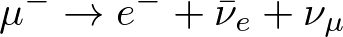 μ⁻ → e⁻ + ν̄ₑ + ν_μ